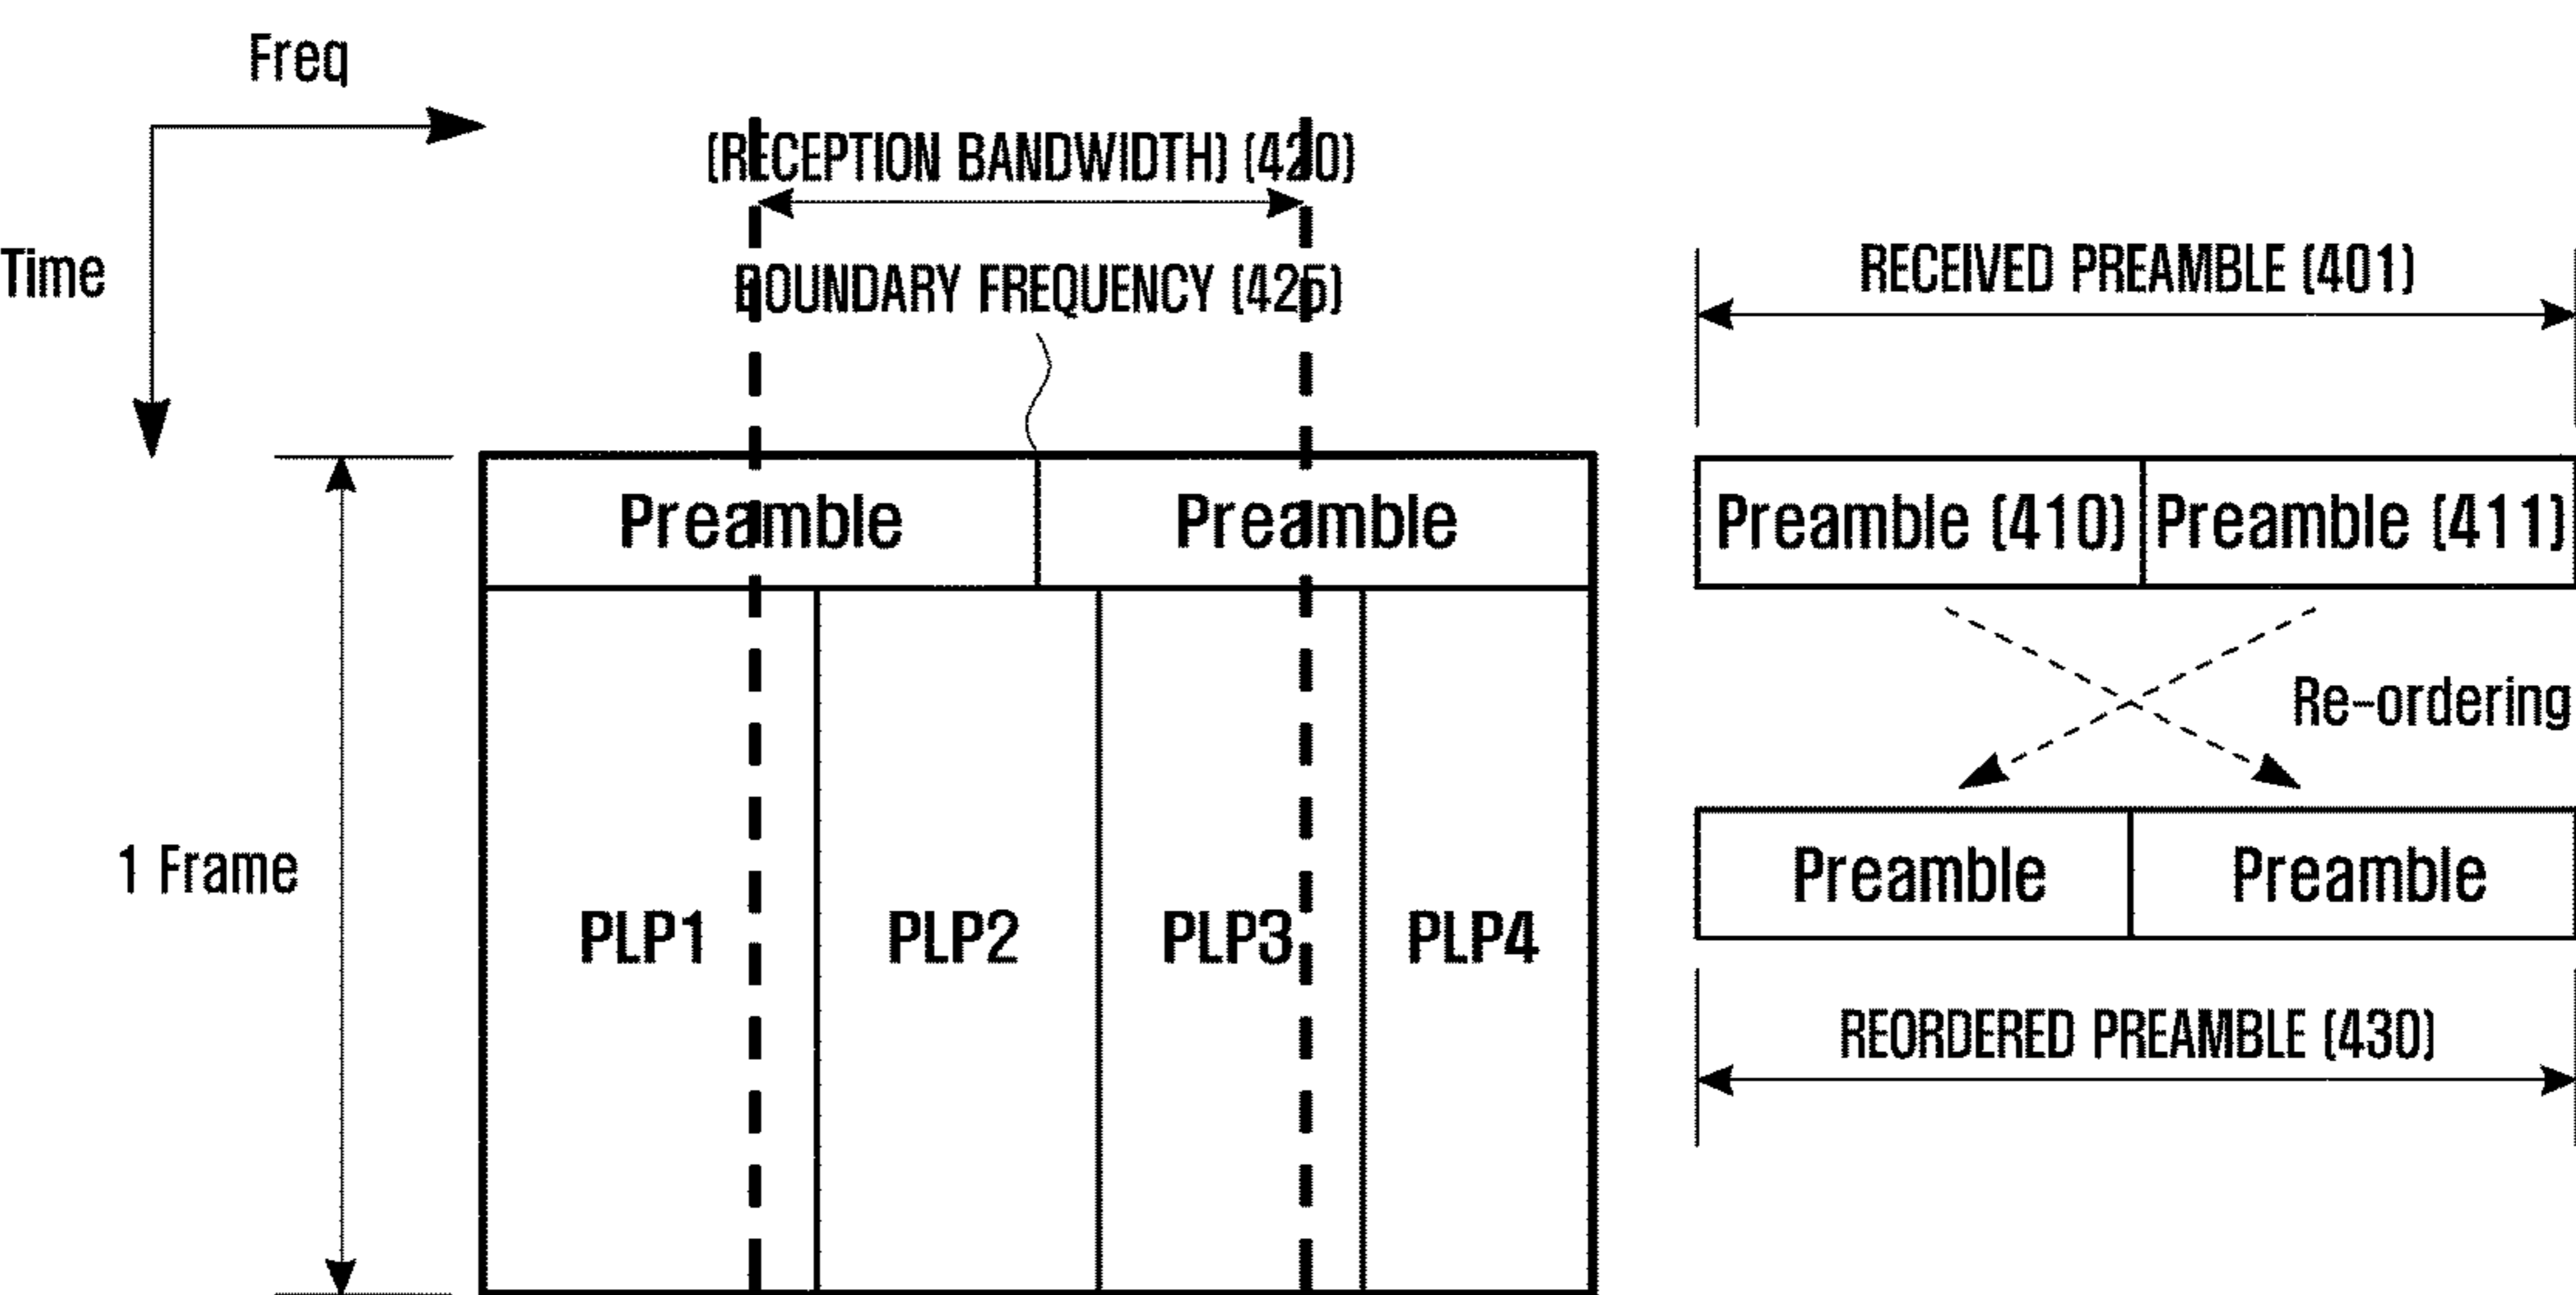 Freq
Time
(RECEPTION BANDWIDTH) (420)
BOUNDARY FREQUENCY (425)
RECEIVED PREAMBLE (401)
Preamble
Preamble
Preamble (410)
Preamble (411)
Re-ordering
1 Frame
PLP1
PLP2
PLP3
PLP4
Preamble
Preamble
REORDERED PREAMBLE (430)